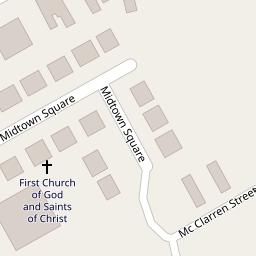 Midtown Square
Midtown Square
First Church
of God
and Saints
of Christ
Mc Clarren Street